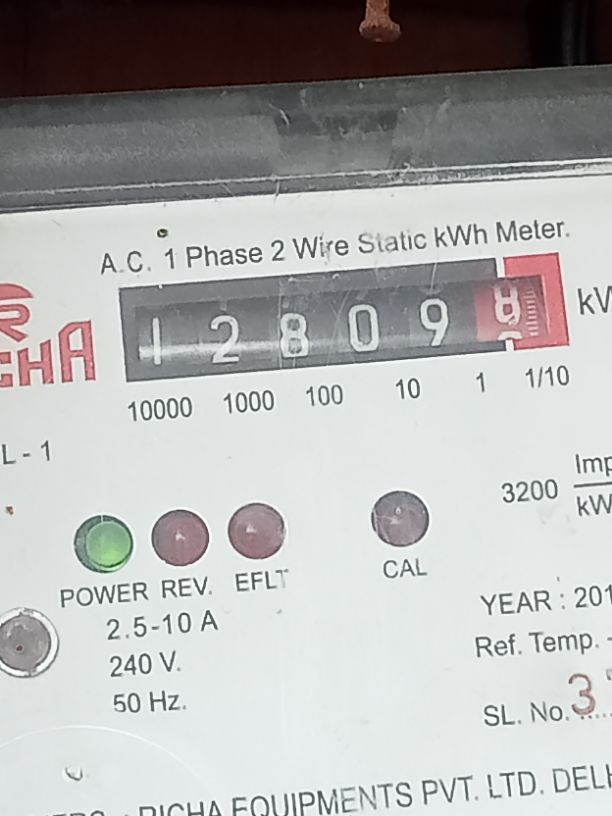 A.C. 1 Phase 2 Wire Static kWh Meter.
1 2 8 0 9 8
10000 1000 100 10 1 1/10
L - 1
3200
POWER REV. EFLT CAL
2.5-10 A
240 V.
50 Hz.
YEAR :
Ref. Temp.
SL. No. 3
RICHA EQUIPMENTS PVT. LTD.